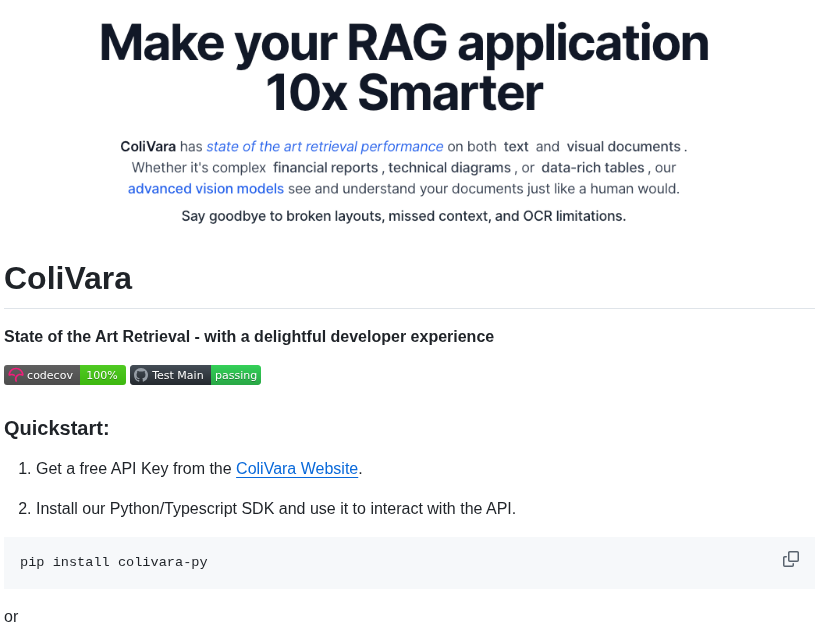 Make your RAG application
10x Smarter
ColiVara has state of the art retrieval performance on both text and visual documents .
Whether it's complex financial reports , technical diagrams , or data-rich tables , our
advanced vision models see and understand your documents just like a human would.
Say goodbye to broken layouts, missed context, and OCR limitations.
ColiVara
State of the Art Retrieval - with a delightful developer experience
codecov 100% Test Main passing
Quickstart:
1. Get a free API Key from the ColiVara Website.
2. Install our Python/Typescript SDK and use it to interact with the API.
pip install colivara-py
or